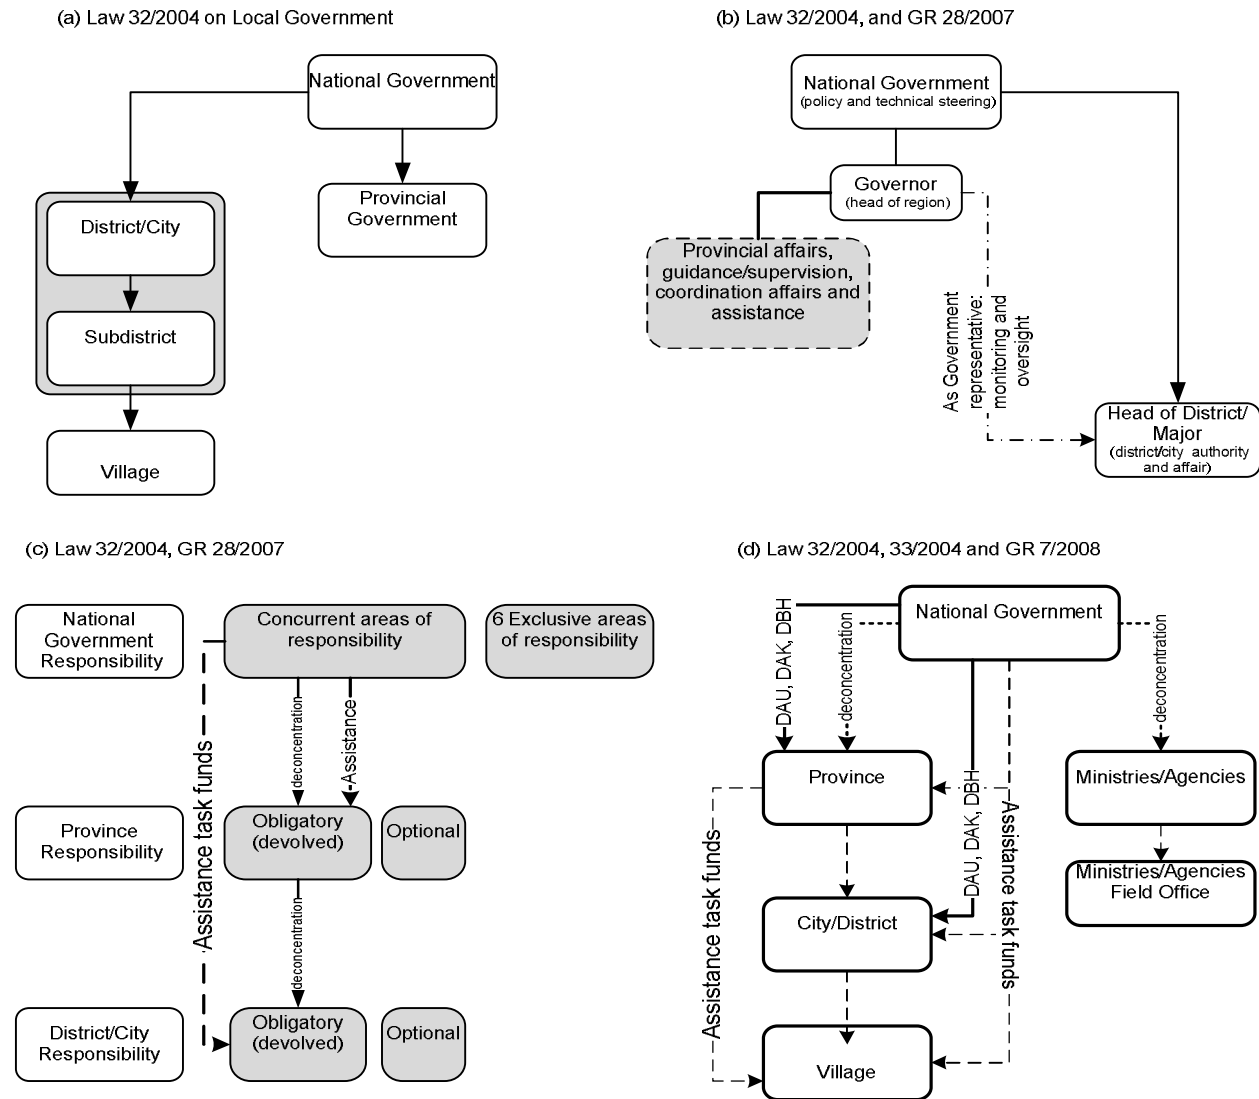 (a) Law 32/2004 on Local Government
National Government
Provincial
Government
District/City
Subdistrict
Village
(b) Law 32/2004, and GR 28/2007
National Government
(policy and technical steering)
Governor
(head of region)
Provincial affairs,
guidance/supervision,
coordination affairs and
assistance
As Government
representative:
monitoring and
oversight
Head of District/
Major
(district/city authority
and affair)
(c) Law 32/2004, GR 28/2007
National
Government
Responsibility
Concurrent areas of
responsibility
6 Exclusive areas
of responsibility
Assistance task funds
deconcentration
Assistance
Province
Responsibility
Obligatory
(devolved)
Optional
deconcentration
District/City
Responsibility
Obligatory
(devolved)
Optional
(d) Law 32/2004, 33/2004 and GR 7/2008
National Government
DAU, DAK, DBH
deconcentration
deconcentration
Province
Ministries/Agencies
DAU, DAK, DBH
Assistance task funds
Assistance task funds
Ministries/Agencies
Field Office
City/District
Village